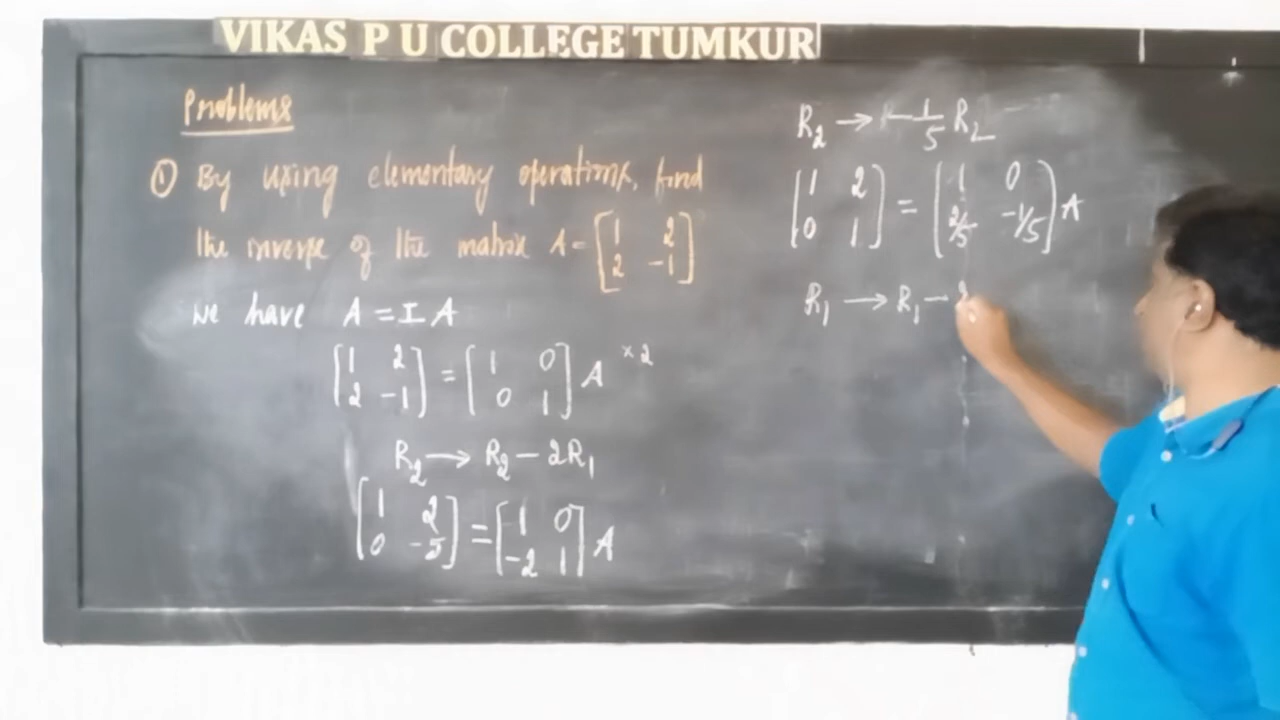 VIKAS P U COLLEGE TUMKUR
Problems
① By using elementary operations, find
the inverse of the matrix A = [1 2; 2 -1]
We have A = I A
[1 2; 2 -1] = [1 0; 0 1] A ×2
R₂ → R₂ - 2R₁
[1 2; 0 -5] = [1 0; -2 1] A
R₂ → -1/5 R₂
[1 2; 0 1] = [1 0; 2/5 -1/5] A
R₁ → R₁ -